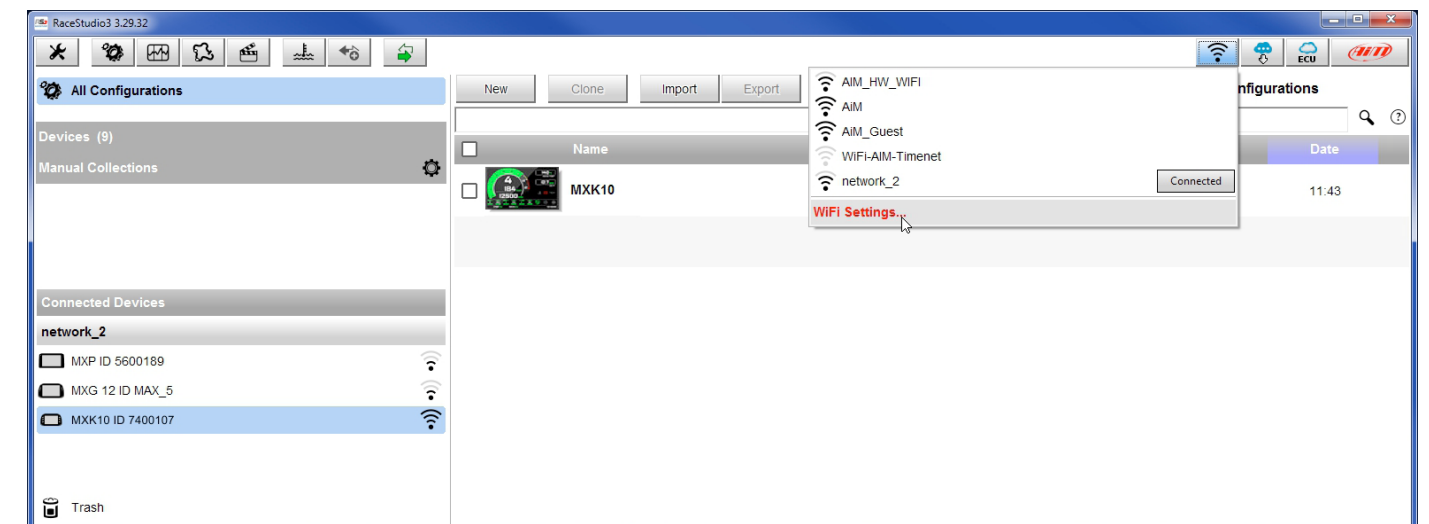 RaceStudio3 3.29.32
ECU
AiM
All Configurations
New Clone Import Export
nfigurations
AIM_HW_WIFI
AiM
AiM_Guest
WiFi-AIM-Timenet
network_2 Connected
WiFi Settings...
Devices (9)
Manual Collections
Name Date
MXK10 11:43
Connected Devices
network_2
MXP ID 5600189
MXG 12 ID MAX_5
MXK10 ID 7400107
Trash